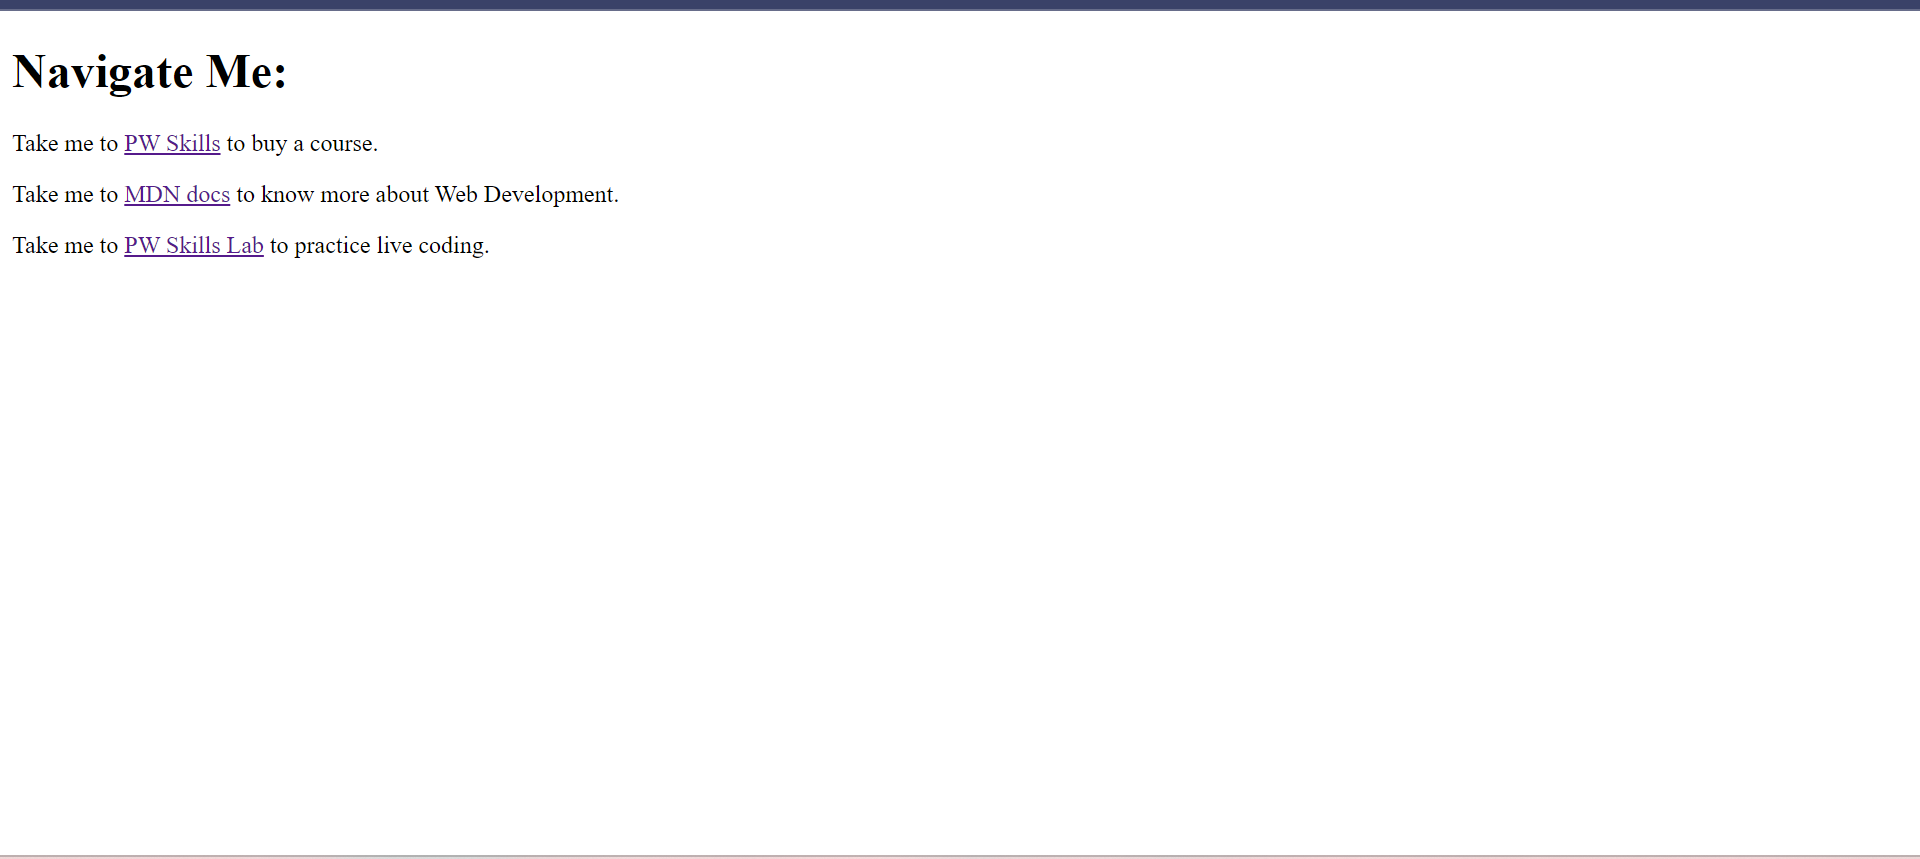 Navigate Me:
Take me to PW Skills to buy a course.
Take me to MDN docs to know more about Web Development.
Take me to PW Skills Lab to practice live coding.